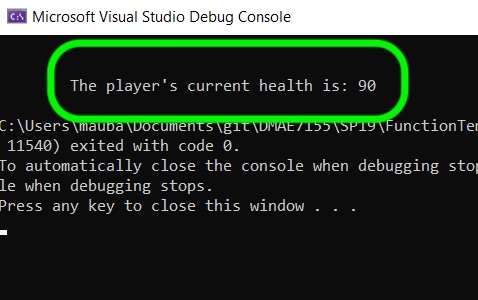 Microsoft Visual Studio Debug Console
The player's current health is: 90
C:\Users\mauba\Documents\git\DMAE7155\SP19\FunctionTe
11540) exited with code 0.
To automatically close the console when debugging stop
le when debugging stops.
Press any key to close this window . . .